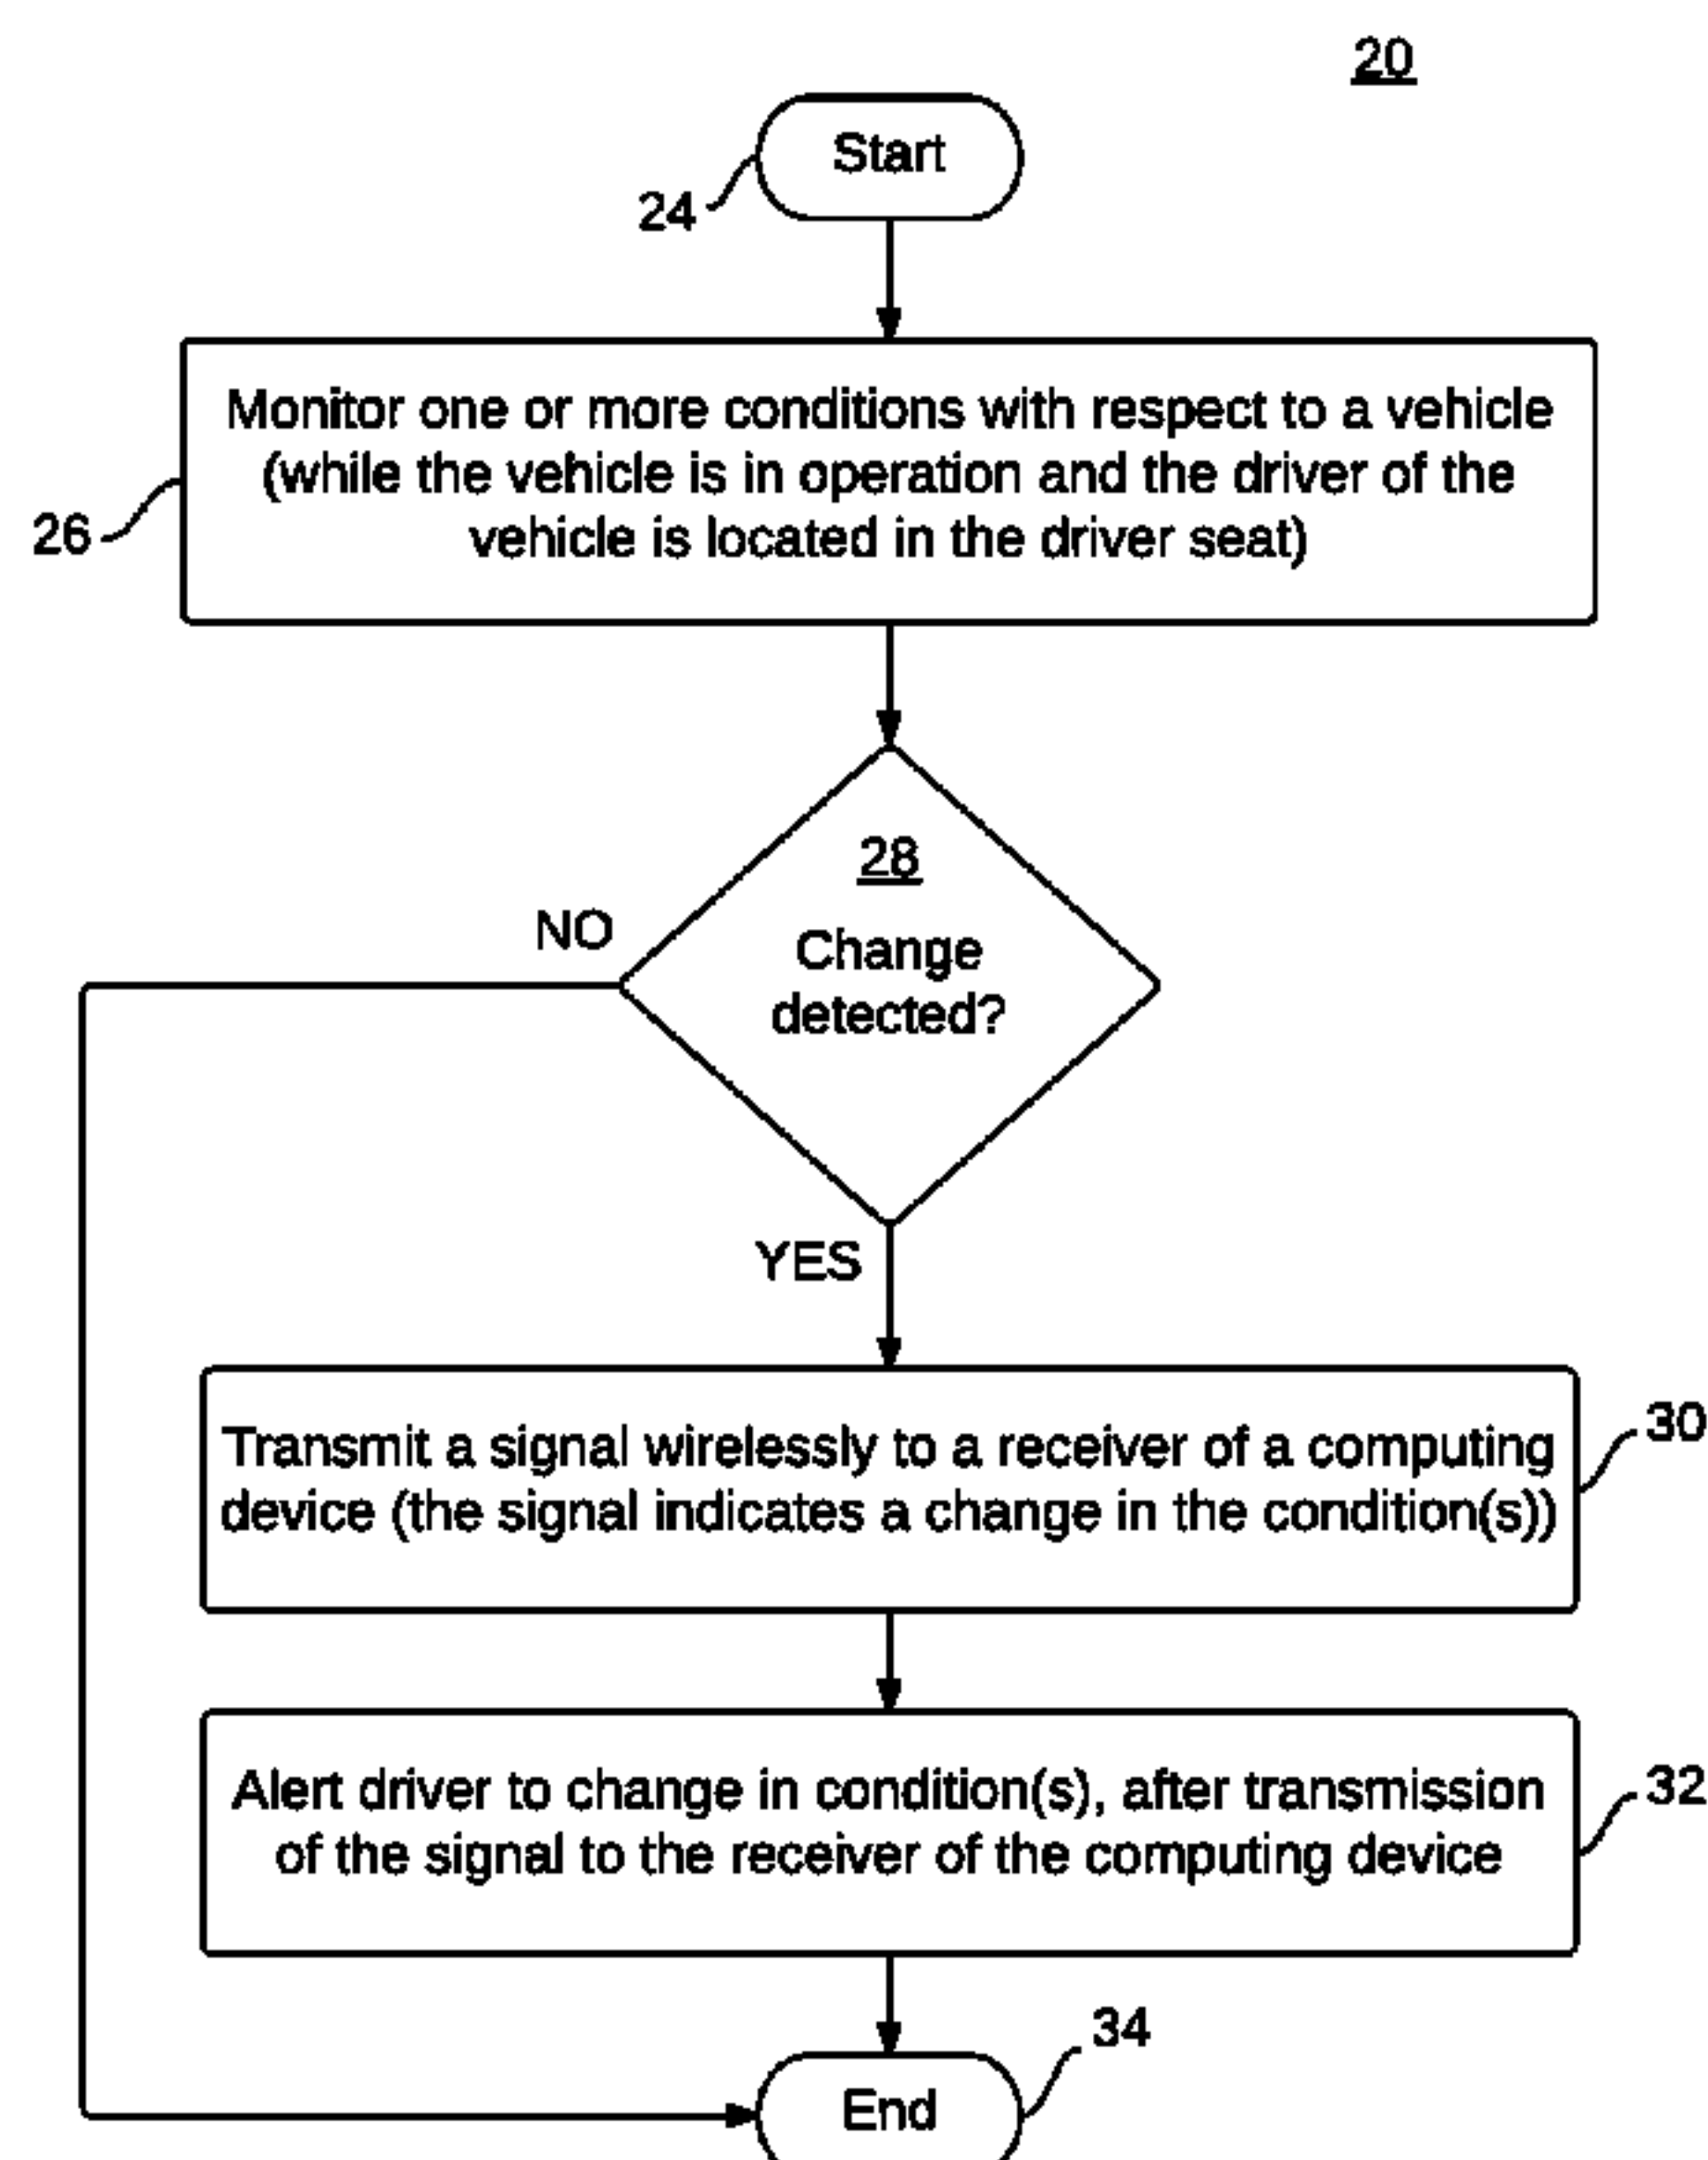 20
Start
24
Monitor one or more conditions with respect to a vehicle
(while the vehicle is in operation and the driver of the
vehicle is located in the driver seat)
26
28
Change
detected?
NO
YES
Transmit a signal wirelessly to a receiver of a computing
device (the signal indicates a change in the condition(s))
30
Alert driver to change in condition(s), after transmission
of the signal to the receiver of the computing device
32
34
End